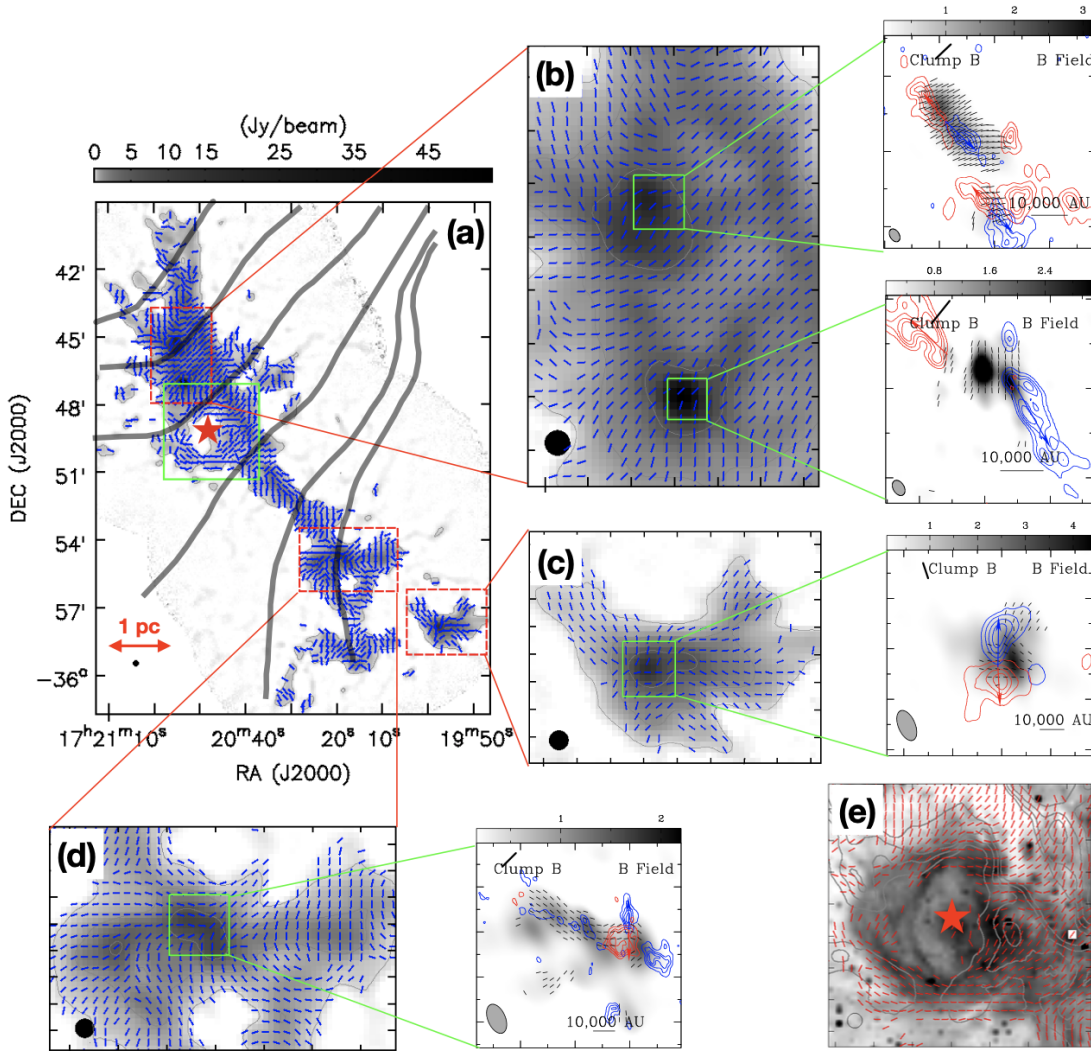 (Jy/beam)
0 5 10 15 25 35 45
(a)
42'
45'
48'
51'
54'
57'
−36°
DEC (J2000)
1 pc
17ʰ21ᵐ10ˢ 20ᵐ40ˢ 20ˢ 10ˢ 19ᵐ50ˢ
RA (J2000)
(b)
1 2 3
Clump B B Field
10,000 AU
0.8 1.6 2.4
Clump B B Field
10,000 AU
(c)
1 2 3 4
Clump B B Field
10,000 AU
(d)
1 2
Clump B B Field
10,000 AU
(e)